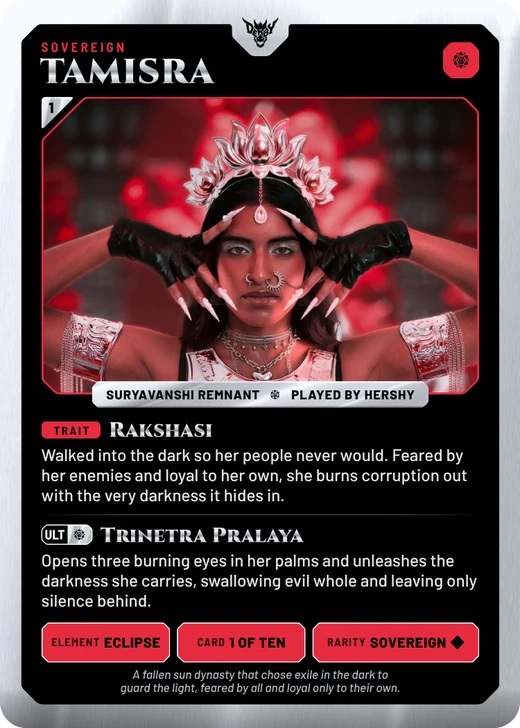 DERGY
SOVEREIGN
TAMISRA
1
SURYAVANSHI REMNANT PLAYED BY HERSHY
TRAIT RAKSHASI
Walked into the dark so her people never would. Feared by
her enemies and loyal to her own, she burns corruption out
with the very darkness it hides in.
ULT TRINETRA PRALAYA
Opens three burning eyes in her palms and unleashes the
darkness she carries, swallowing evil whole and leaving only
silence behind.
ELEMENT ECLIPSE CARD 1 OF TEN RARITY SOVEREIGN ◆
A fallen sun dynasty that chose exile in the dark to
guard the light, feared by all and loyal only to their own.